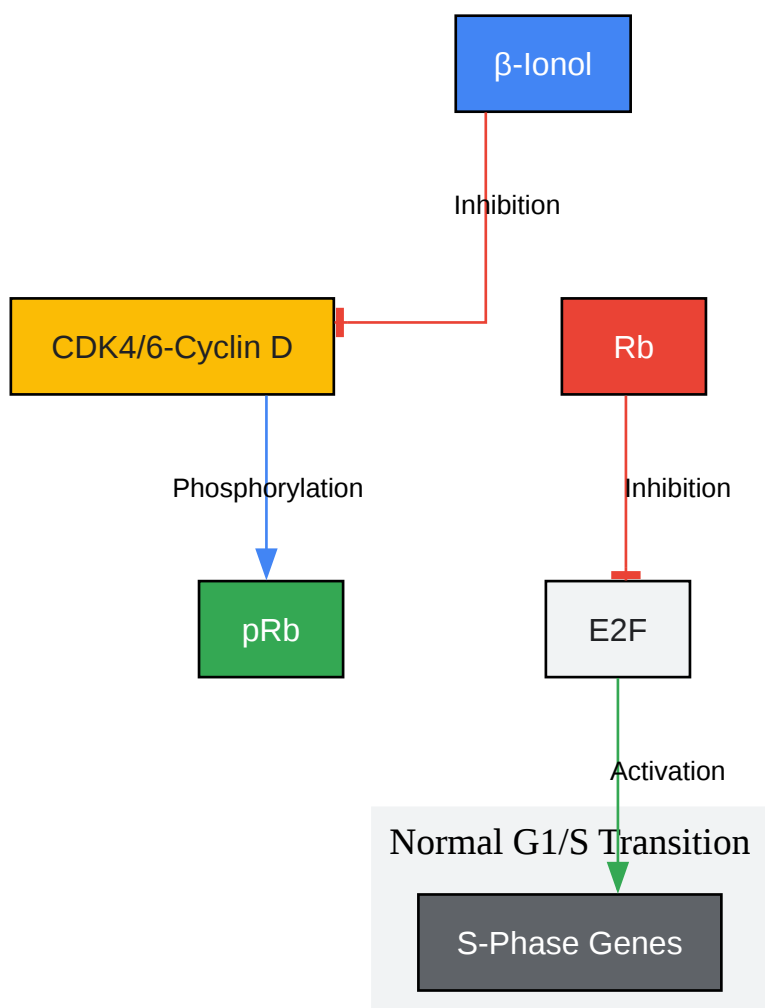 β-Ionol
Inhibition
CDK4/6-Cyclin D
Rb
Phosphorylation
Inhibition
pRb
E2F
Activation
Normal G1/S Transition
S-Phase Genes